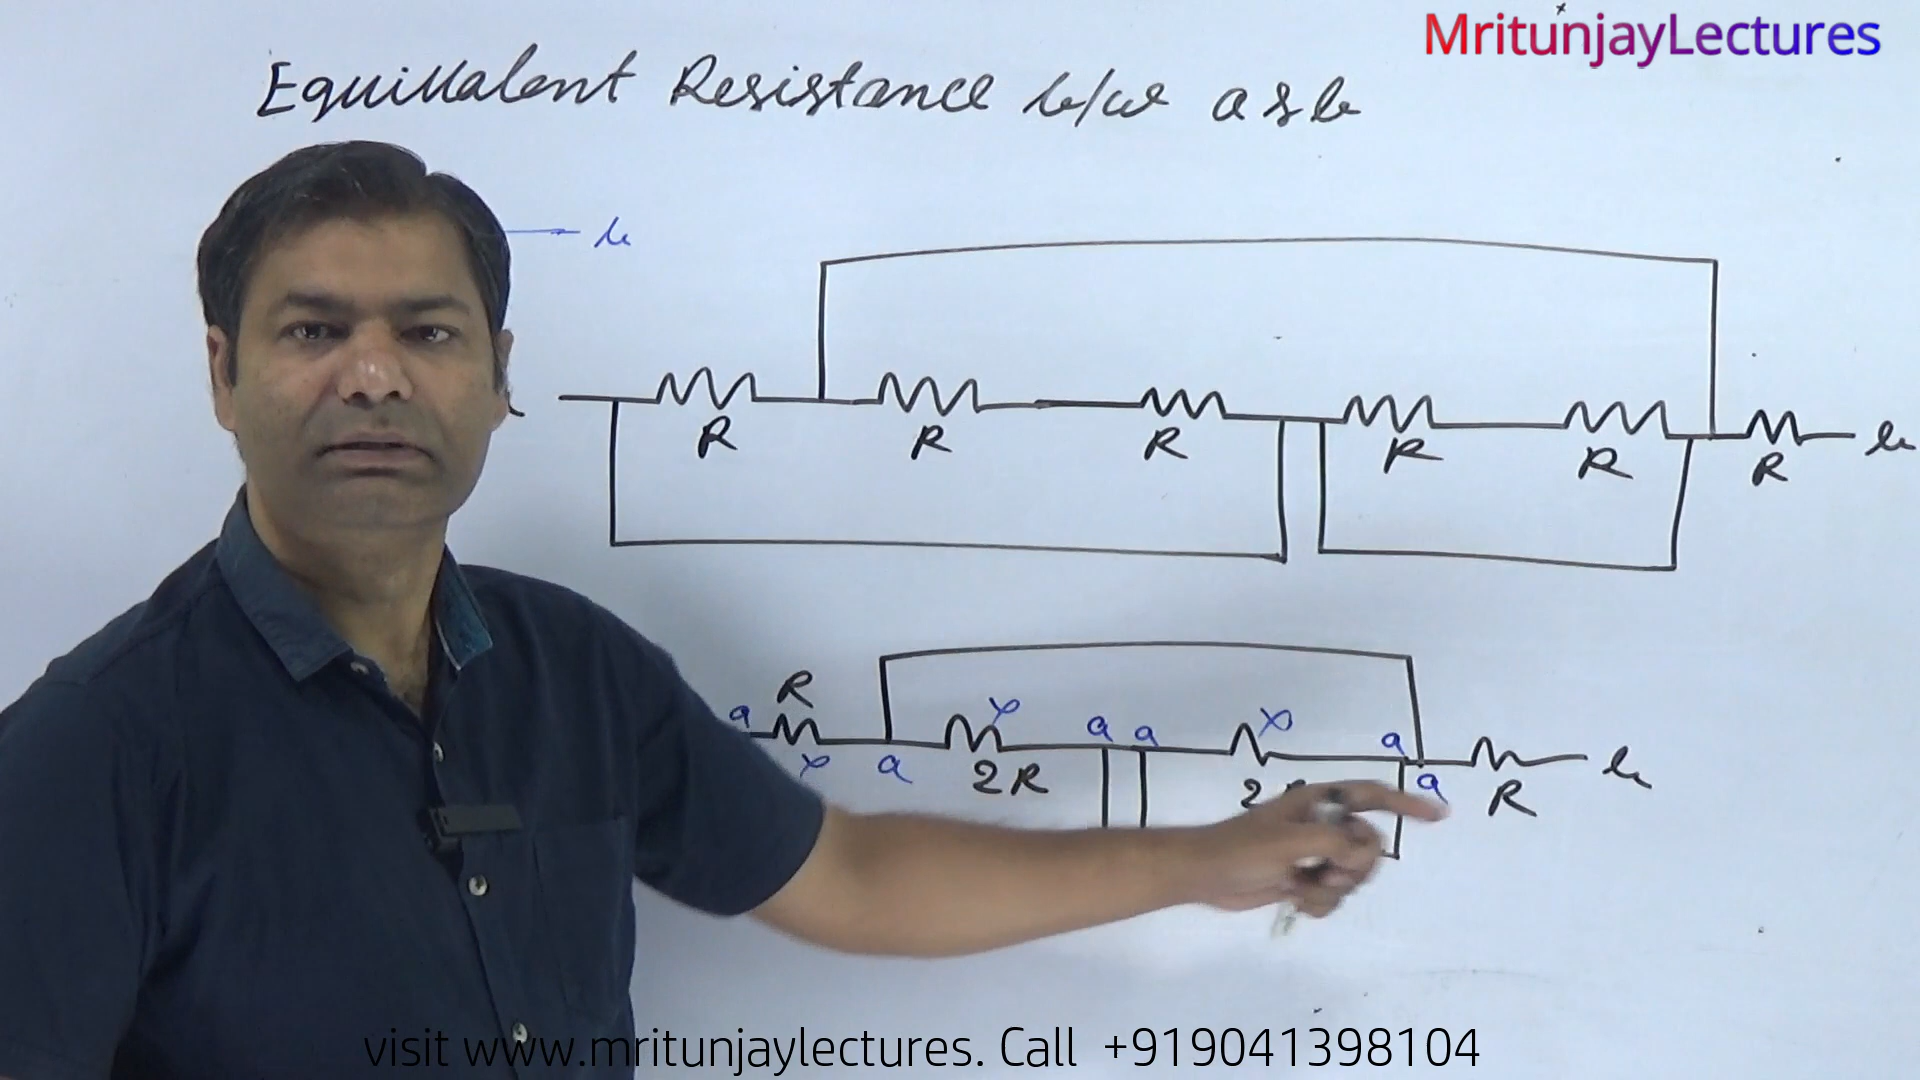 MritunjayLectures
Equivalent Resistance b/w a & b
b
R R R R R R b
R
a x a 2R x a a x a a R b
visit www.mritunjaylectures. Call +919041398104